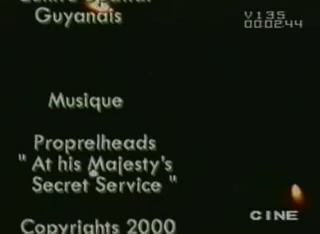 Guyanais
V135
000244
Musique
Proprelheads
" At his Majesty's
Secret Service "
CINE
Copyrights 2000